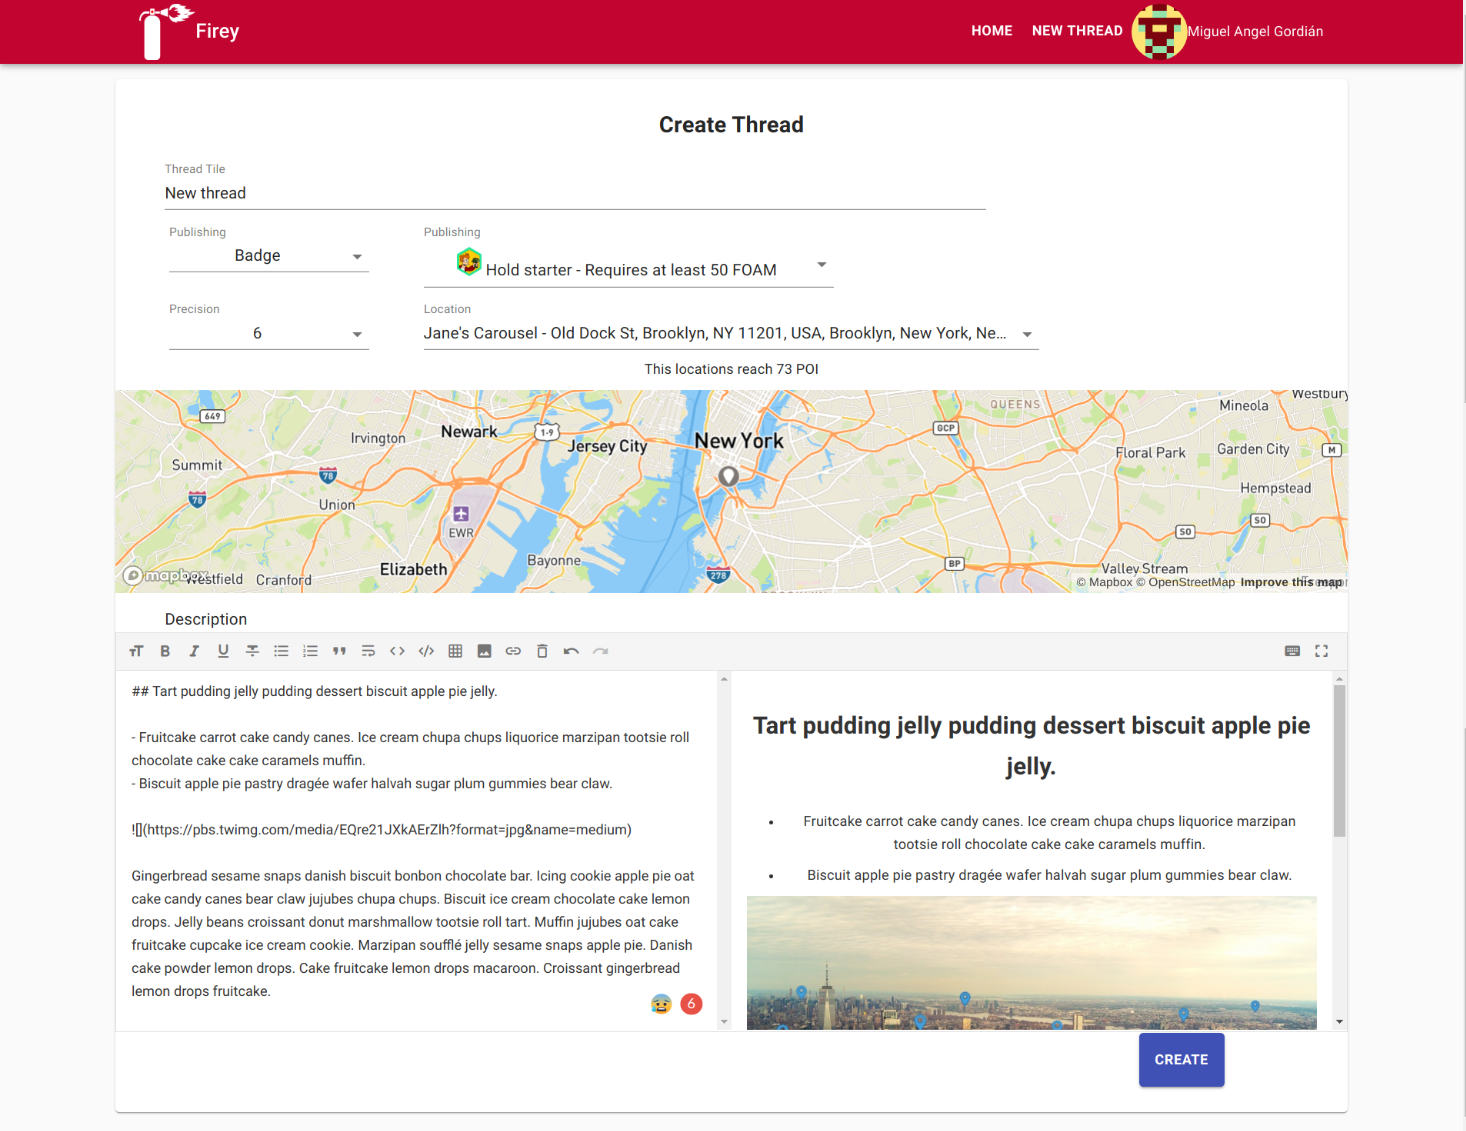 Firey
HOME
NEW THREAD
Miguel Angel Gordián
Create Thread
Thread Tile
New thread
Publishing
Badge
Publishing
Hold starter - Requires at least 50 FOAM
Precision
6
Location
Jane's Carousel - Old Dock St, Brooklyn, NY 11201, USA, Brooklyn, New York, Ne...
This locations reach 73 POI
649
Irvington
Newark
1-9
Jersey City
New York
QUEENS
GCP
Mineola
Westbury
Summit
78
78
Union
EWR
Floral Park
Garden City
M
Hempstead
SO
SO
Bayonne
Elizabeth
278
BP
Valley Stream
mapbox
Westfield
Cranford
© Mapbox © OpenStreetMap Improve this map
Description
## Tart pudding jelly pudding dessert biscuit apple pie jelly.
- Fruitcake carrot cake candy canes. Ice cream chupa chups liquorice marzipan tootsie roll
chocolate cake cake caramels muffin.
- Biscuit apple pie pastry dragée wafer halvah sugar plum gummies bear claw.
![](https://pbs.twimg.com/media/EQre21JXkAErZlh?format=jpg&name=medium)
Gingerbread sesame snaps danish biscuit bonbon chocolate bar. Icing cookie apple pie oat
cake candy canes bear claw jujubes chupa chups. Biscuit ice cream chocolate cake lemon
drops. Jelly beans croissant donut marshmallow tootsie roll tart. Muffin jujubes oat cake
fruitcake cupcake ice cream cookie. Marzipan soufflé jelly sesame snaps apple pie. Danish
cake powder lemon drops. Cake fruitcake lemon drops macaroon. Croissant gingerbread
lemon drops fruitcake.
6
Tart pudding jelly pudding dessert biscuit apple pie
jelly.
• Fruitcake carrot cake candy canes. Ice cream chupa chups liquorice marzipan
tootsie roll chocolate cake cake caramels muffin.
• Biscuit apple pie pastry dragée wafer halvah sugar plum gummies bear claw.
CREATE